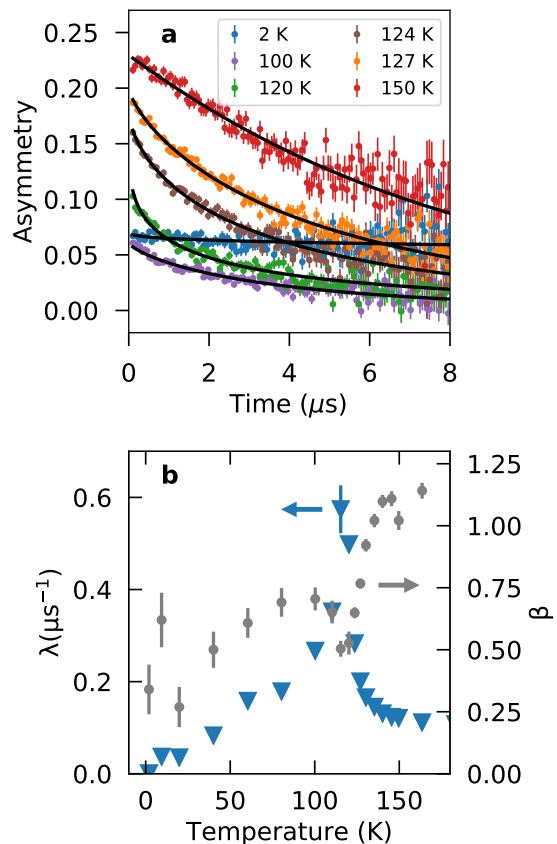 a
2 K 124 K
100 K 127 K
120 K 150 K
Asymmetry
0.25
0.20
0.15
0.10
0.05
0.00
0 2 4 6 8
Time (μs)
b
λ(μs⁻¹)
0.6
0.4
0.2
0.0
1.25
1.00
0.75
0.50
0.25
0.00
β
0 50 100 150
Temperature (K)